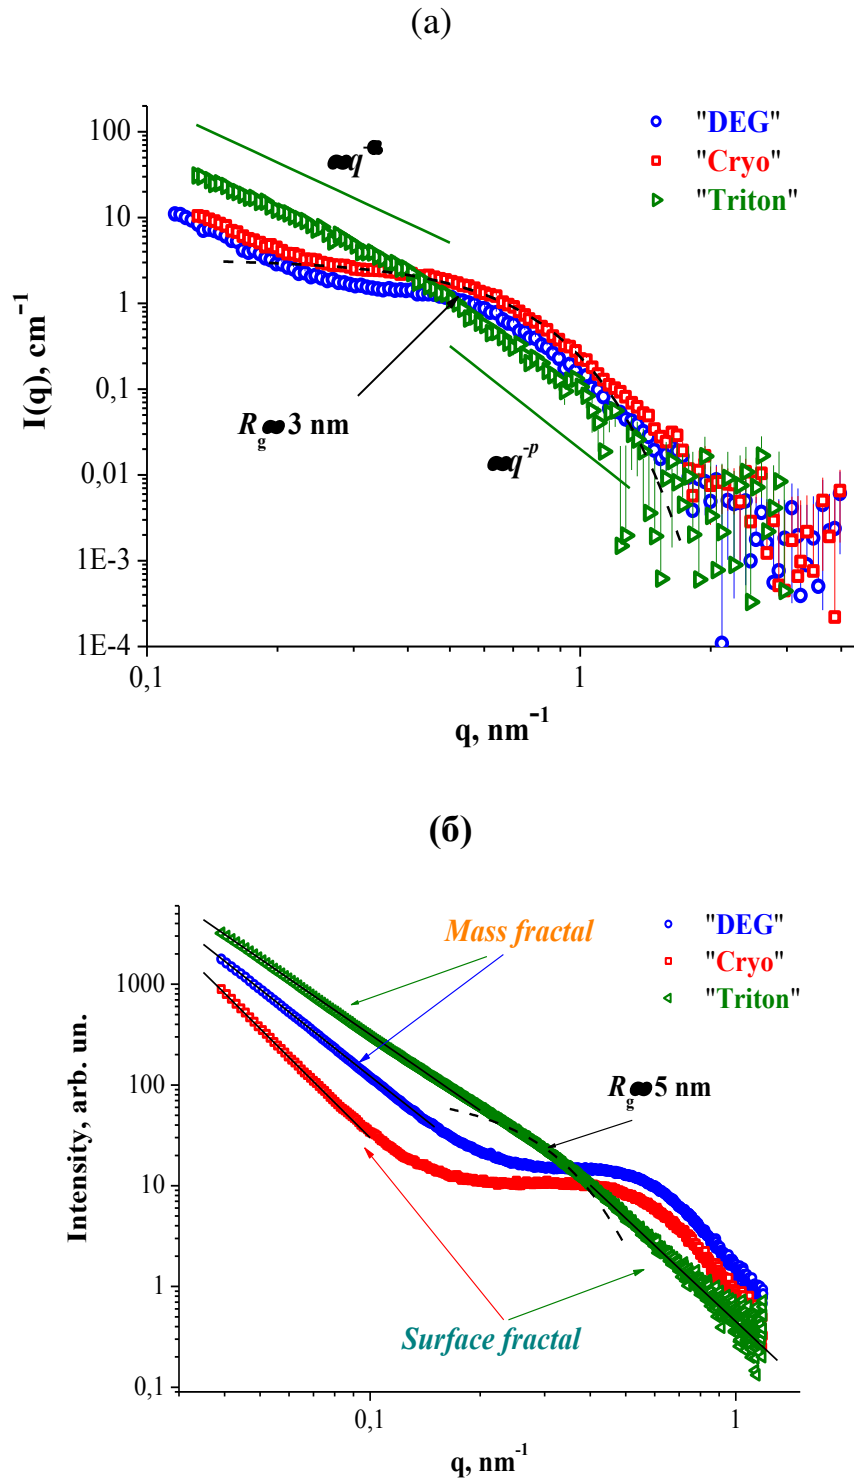 (a)
100
10
1
0,1
0,01
1E-3
1E-4
I(q), cm⁻¹
0,1
1
q, nm⁻¹
"DEG"
"Cryo"
"Triton"
q⁻
R_g 3 nm
q⁻ᵖ
(б)
1000
100
10
1
0,1
Intensity, arb. un.
0,1
1
q, nm⁻¹
"DEG"
"Cryo"
"Triton"
Mass fractal
R_g 5 nm
Surface fractal